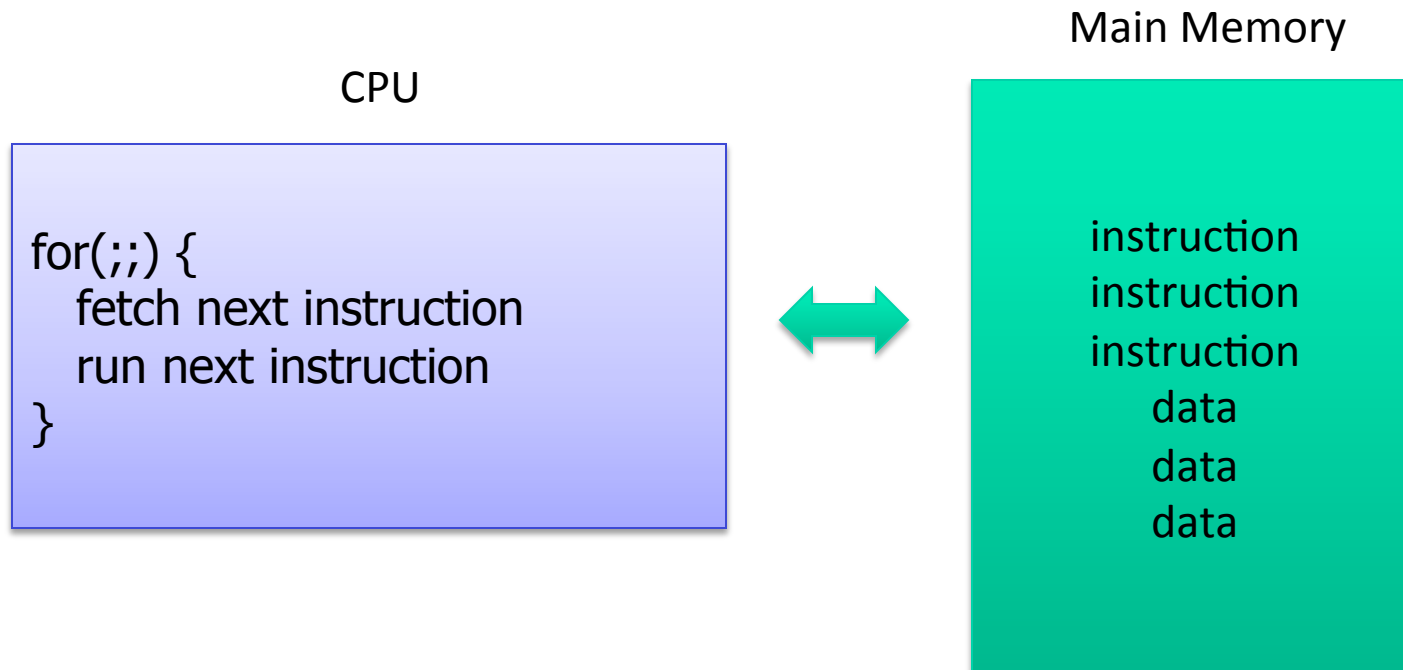 CPU
for(;;) {
fetch next instruction
run next instruction
}
Main Memory
instruction
instruction
instruction
data
data
data